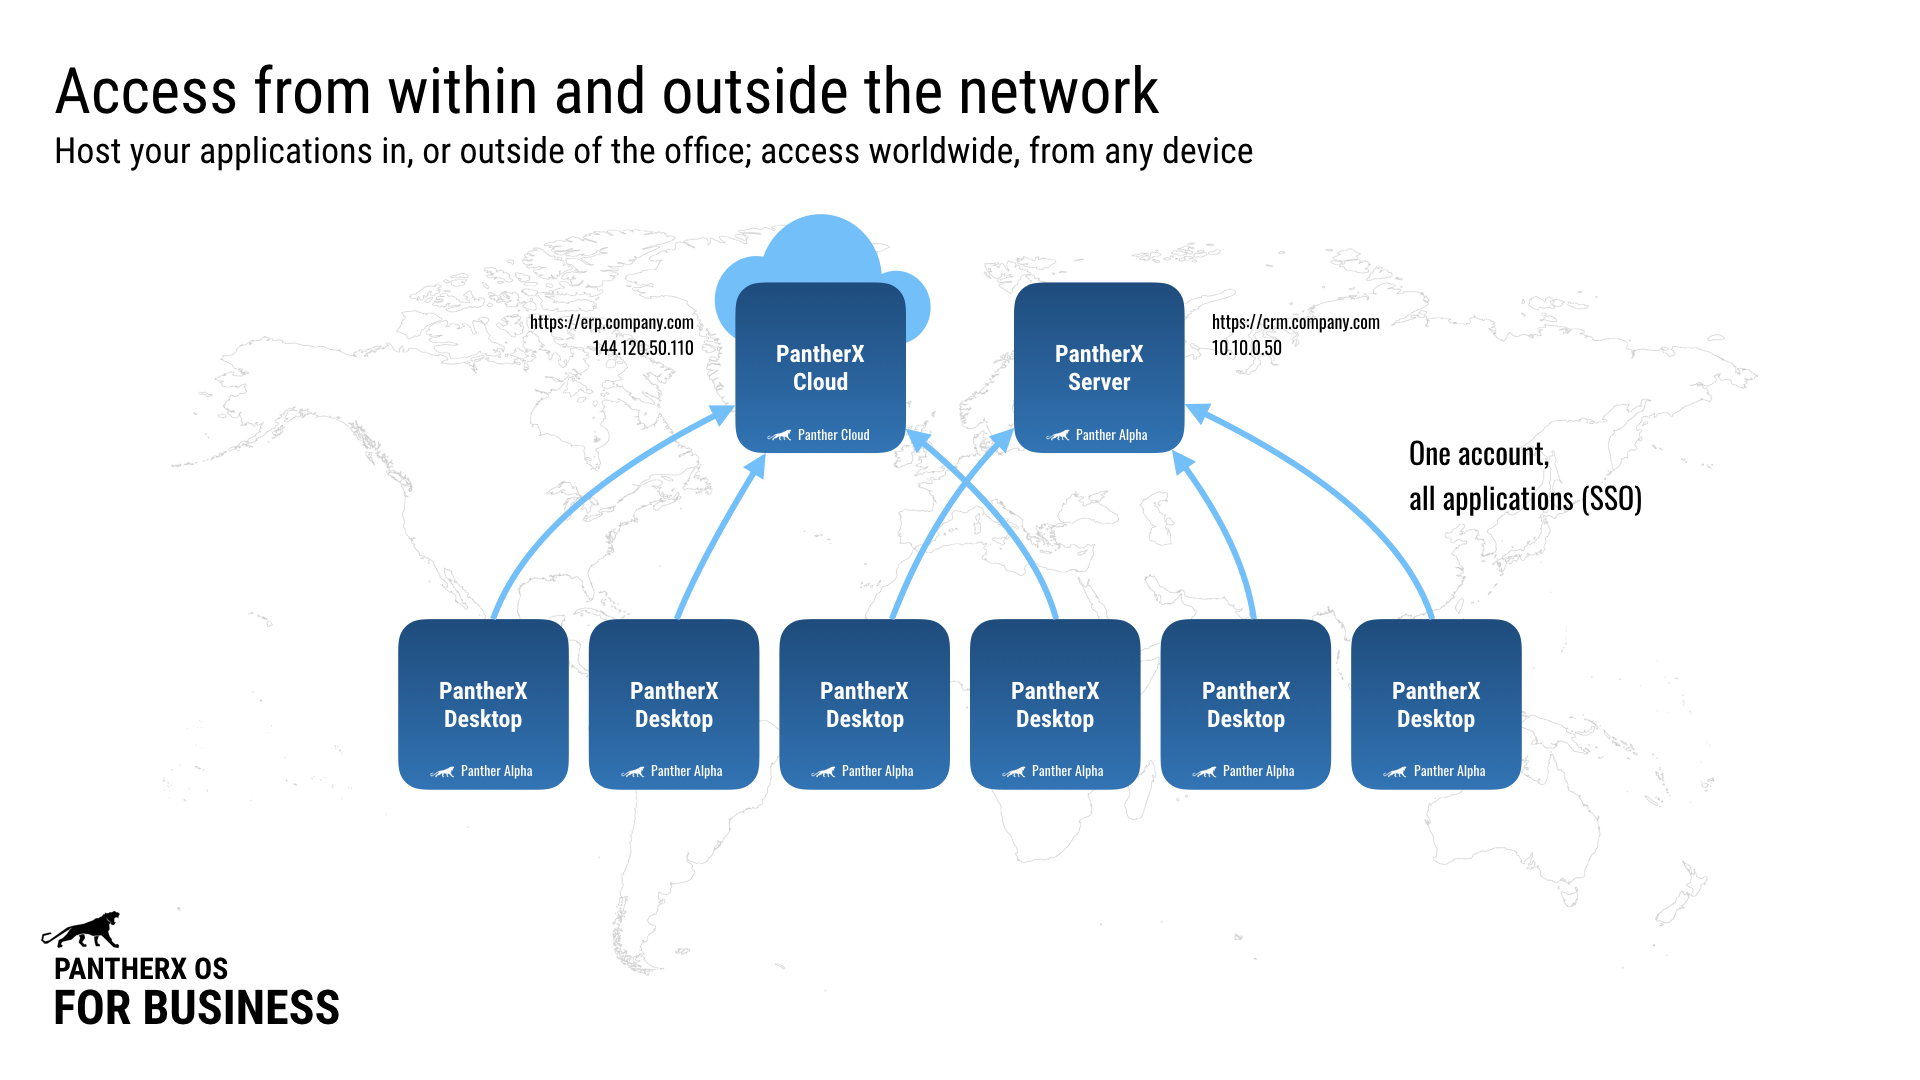 Access from within and outside the network
Host your applications in, or outside of the office; access worldwide, from any device
https://erp.company.com
144.120.50.110
PantherX
Cloud
Panther Cloud
PantherX
Server
Panther Alpha
https://crm.company.com
10.10.0.50
One account,
all applications (SSO)
PantherX
Desktop
Panther Alpha
PantherX
Desktop
Panther Alpha
PantherX
Desktop
Panther Alpha
PantherX
Desktop
Panther Alpha
PantherX
Desktop
Panther Alpha
PantherX
Desktop
Panther Alpha
PANTHERX OS
FOR BUSINESS